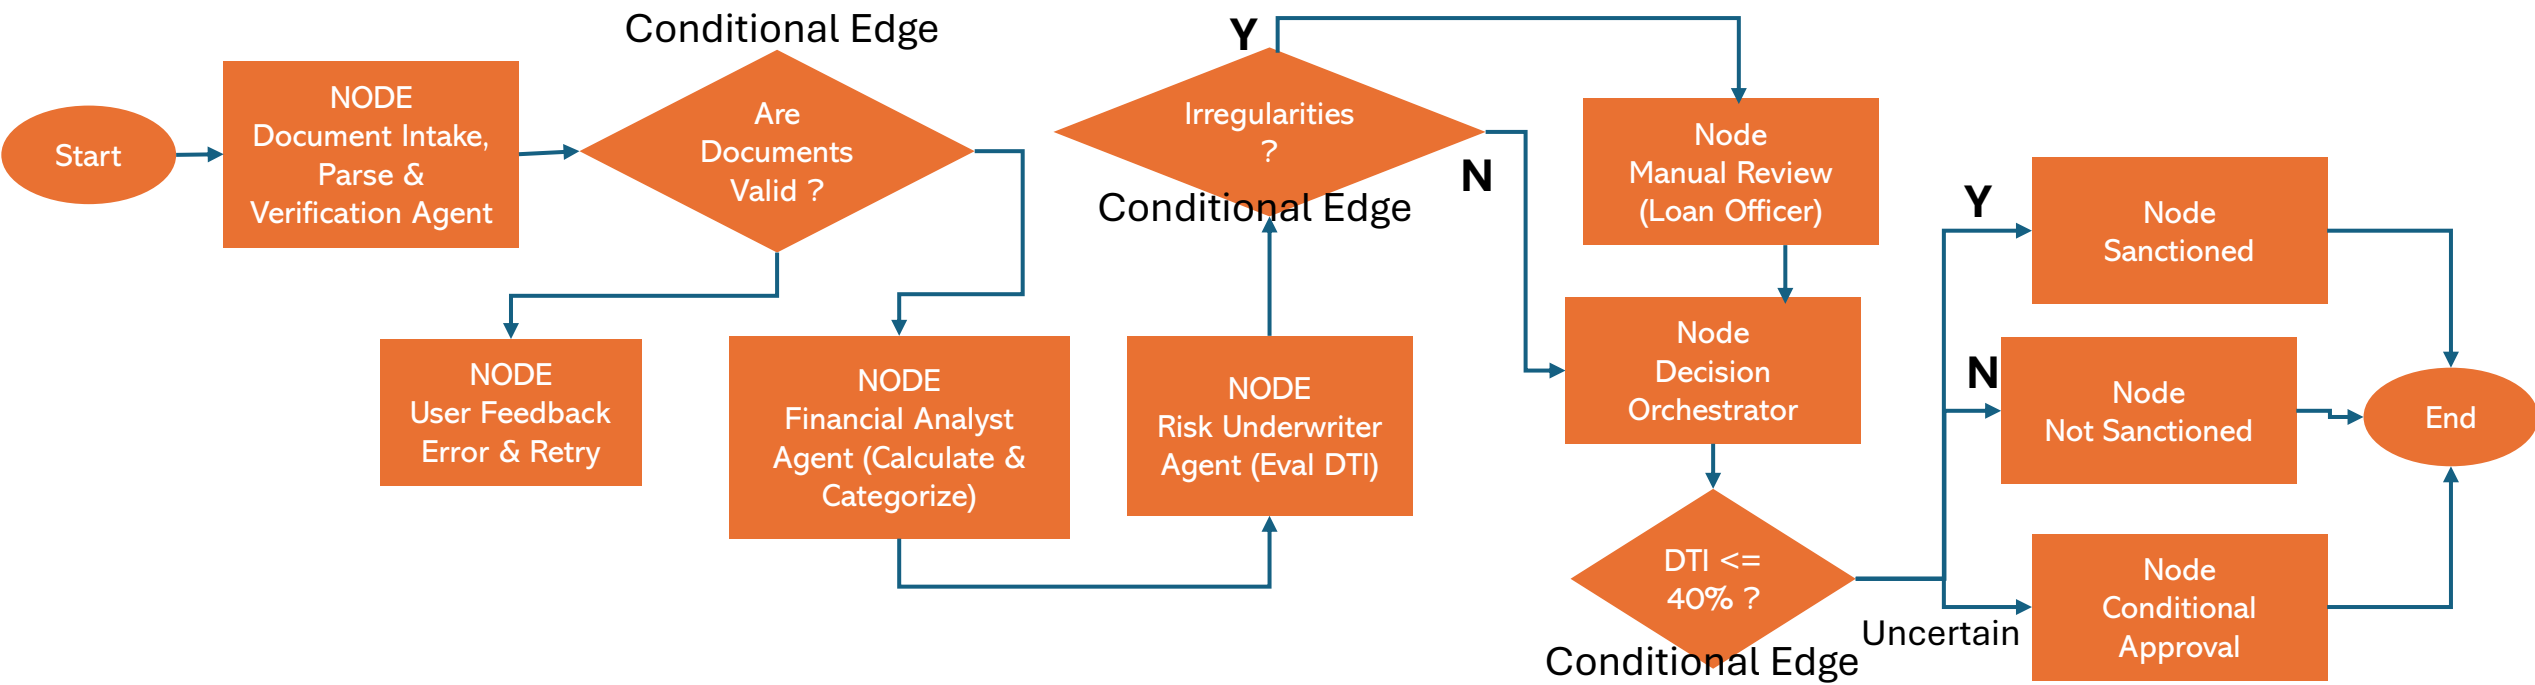 Start
NODE
Document Intake,
Parse &
Verification Agent
Conditional Edge
Are
Documents
Valid ?
NODE
User Feedback
Error & Retry
NODE
Financial Analyst
Agent (Calculate &
Categorize)
NODE
Risk Underwriter
Agent (Eval DTI)
Irregularities
?
Conditional Edge
Y
N
Node
Manual Review
(Loan Officer)
Node
Decision
Orchestrator
DTI <=
40% ?
Conditional Edge
Y
N
Uncertain
Node
Sanctioned
Node
Not Sanctioned
Node
Conditional
Approval
End